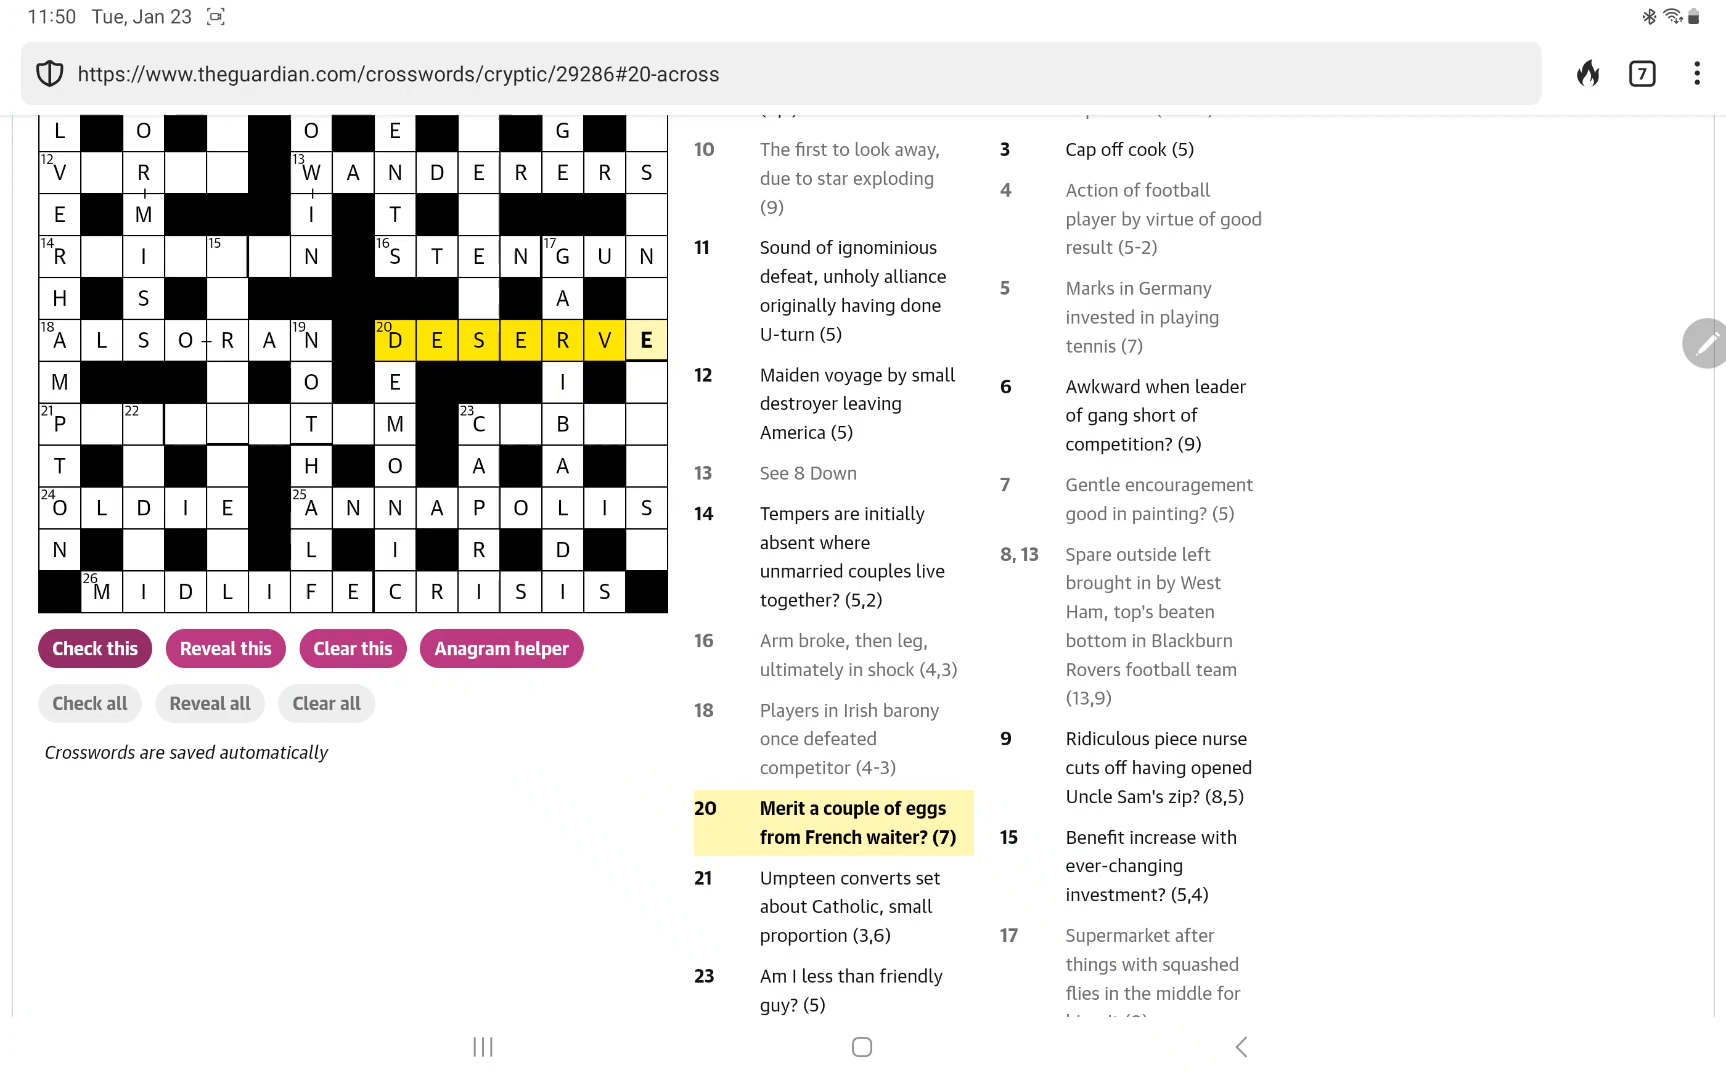 11:50 Tue, Jan 23
https://www.theguardian.com/crosswords/cryptic/29286#20-across
7
L O O E G
12 V R 13 W A N D E R E R S
E M I T
14 R I 15 N 16 S T E N 17 G U N
H S A
18 A L S O - R A 19 N 20 D E S E R V E
M O E I
21 P 22 T M 23 C B
T H O A A
24 O L D I E 25 A N N A P O L I S
N L I R D
26 M I D L I F E C R I S I S
Check this Reveal this Clear this Anagram helper
Check all Reveal all Clear all
Crosswords are saved automatically
10 The first to look away,
due to star exploding
(9)
11 Sound of ignominious
defeat, unholy alliance
originally having done
U-turn (5)
12 Maiden voyage by small
destroyer leaving
America (5)
13 See 8 Down
14 Tempers are initially
absent where
unmarried couples live
together? (5,2)
16 Arm broke, then leg,
ultimately in shock (4,3)
18 Players in Irish barony
once defeated
competitor (4-3)
20 Merit a couple of eggs
from French waiter? (7)
21 Umpteen converts set
about Catholic, small
proportion (3,6)
23 Am I less than friendly
guy? (5)
3 Cap off cook (5)
4 Action of football
player by virtue of good
result (5-2)
5 Marks in Germany
invested in playing
tennis (7)
6 Awkward when leader
of gang short of
competition? (9)
7 Gentle encouragement
good in painting? (5)
8, 13 Spare outside left
brought in by West
Ham, top's beaten
bottom in Blackburn
Rovers football team
(13,9)
9 Ridiculous piece nurse
cuts off having opened
Uncle Sam's zip? (8,5)
15 Benefit increase with
ever-changing
investment? (5,4)
17 Supermarket after
things with squashed
flies in the middle for